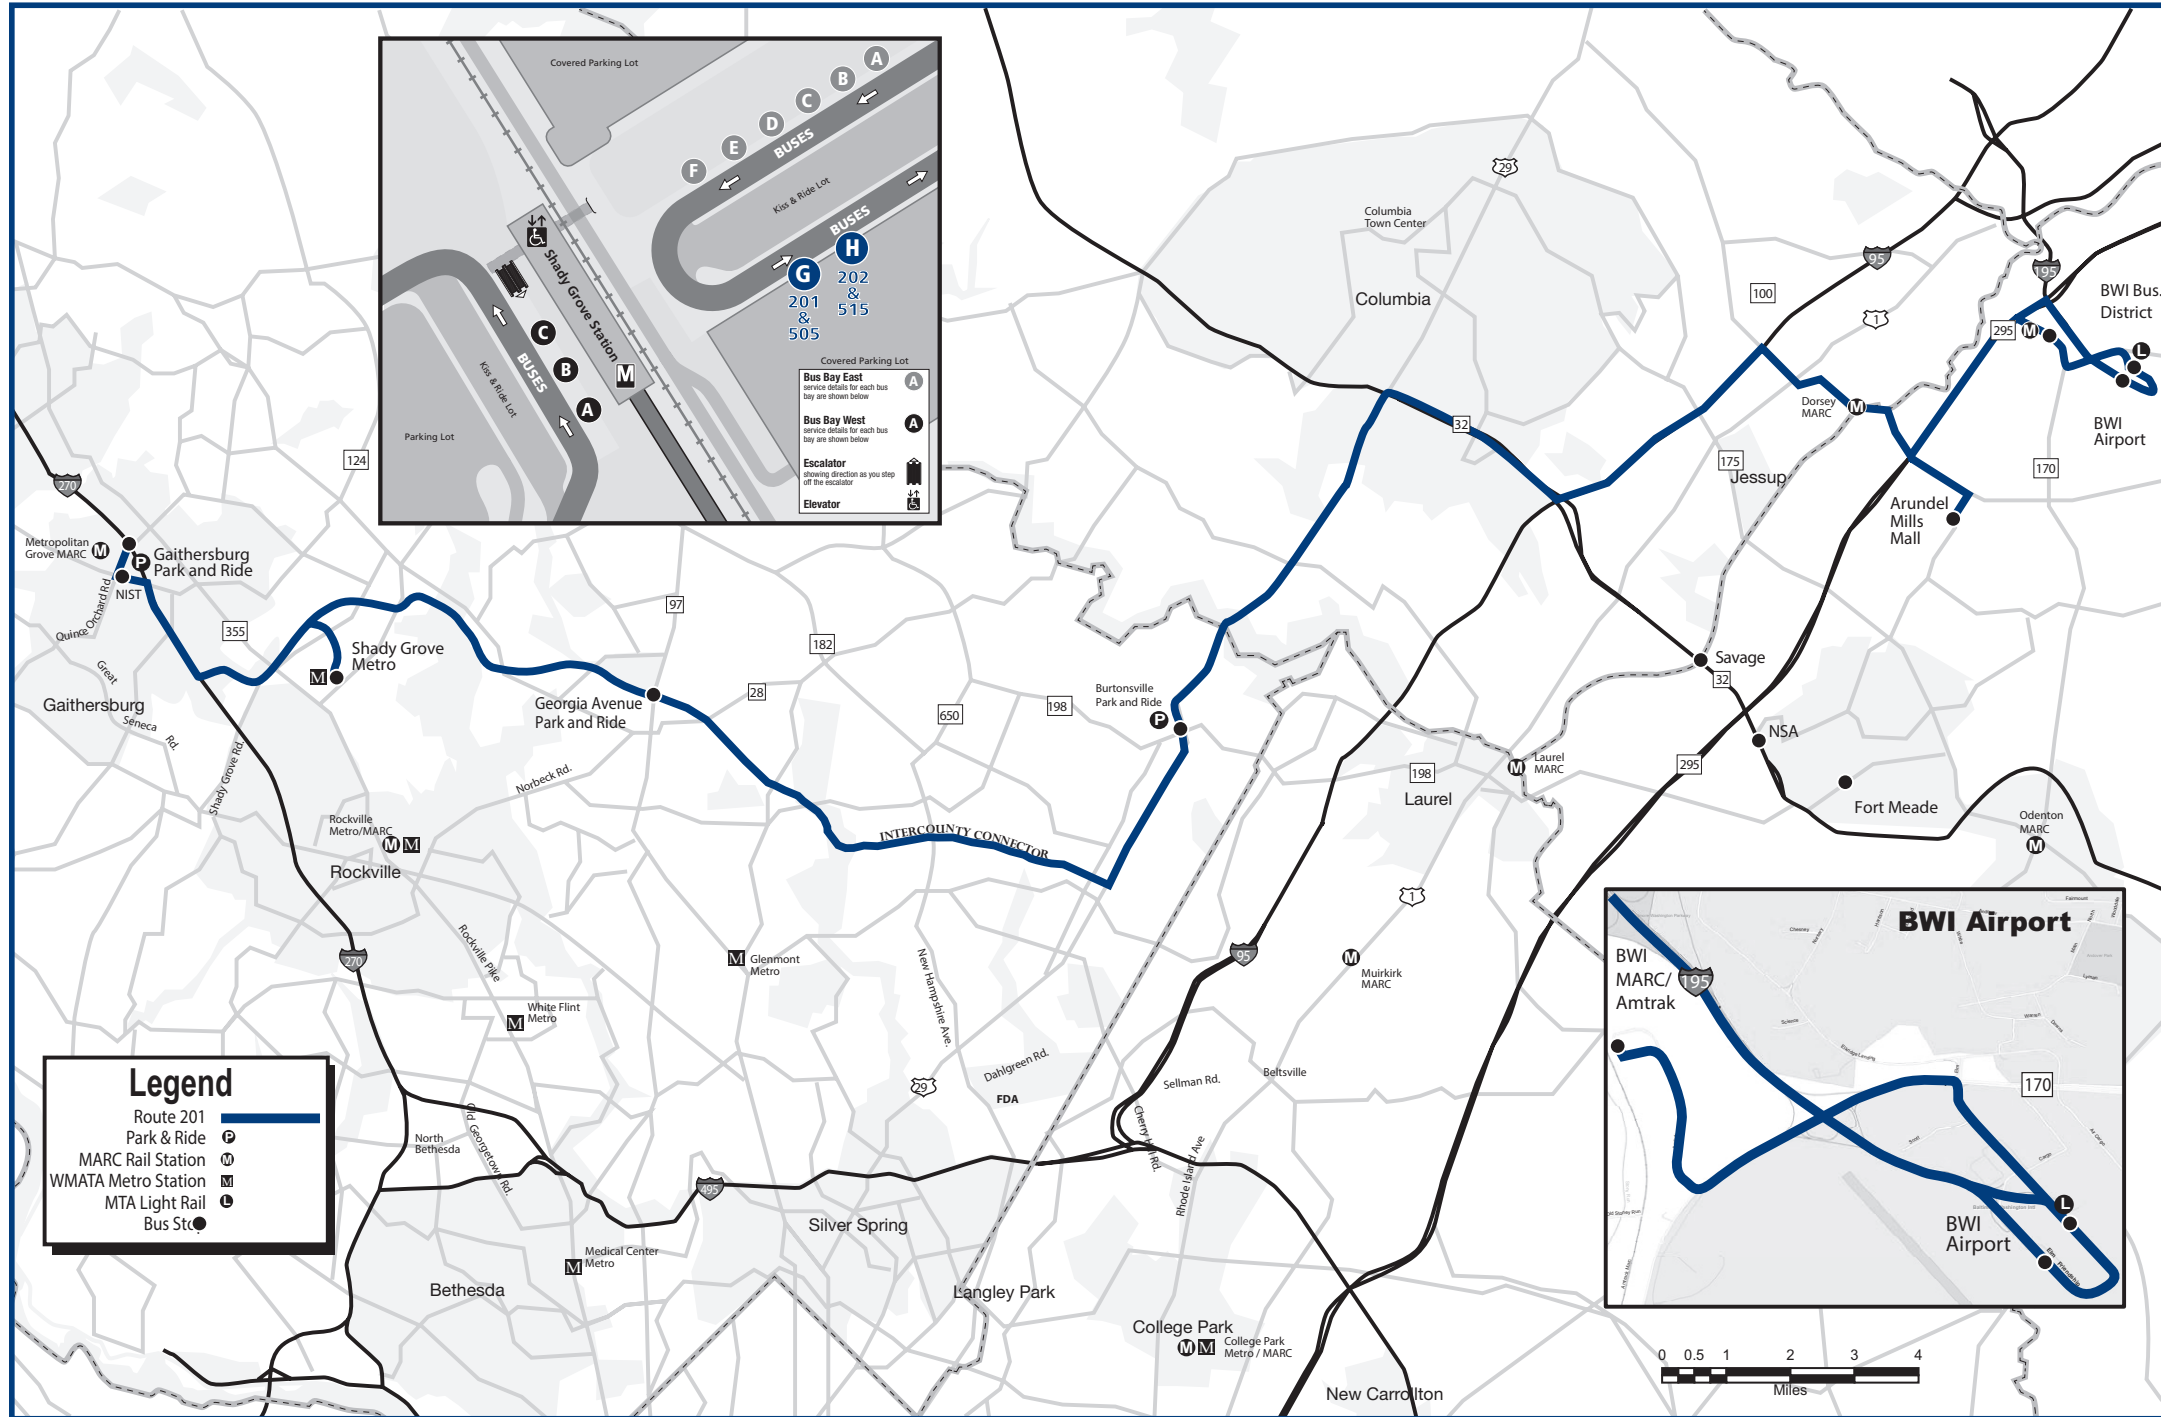 Covered Parking Lot
A
B
C
D
E
F
BUSES
Kiss & Ride Lot
BUSES
H
G
202
&
515
201
&
505
Shady Grove Station
M
C
B
A
BUSES
Kiss & Ride Lot
Parking Lot
Covered Parking Lot
Bus Bay East
service details for each bus
bay are shown below
A
Bus Bay West
service details for each bus
bay are shown below
A
Escalator
showing direction as you step
off the escalator
Elevator
29
Columbia
Town Center
Columbia
95
195
100
1
BWI Bus.
District
295
M
L
BWI
Airport
Dorsey
MARC
M
32
175
Jessup
170
Arundel
Mills
Mall
124
270
Metropolitan
Grove MARC
M
P
Gaithersburg
Park and Ride
NIST
Quince Orchard Rd.
355
Shady Grove
Metro
M
97
182
Great
Seneca
Rd.
Gaithersburg
Georgia Avenue
Park and Ride
28
650
198
Burtonsville
Park and Ride
P
Savage
32
NSA
Shady Grove Rd.
Norbeck Rd.
295
198
Laurel
M
Laurel
MARC
Fort Meade
Odenton
MARC
M
Rockville
Metro/MARC
M M
Rockville
INTERCOUNTY CONNECTOR
1
Rockville Pike
270
M
Glenmont
Metro
New Hampshire Ave.
95
M
Muirkirk
MARC
White Flint
Metro
M
Dahlgreen Rd.
29
FDA
Sellman Rd.
Beltsville
Cherry Hill Rd.
Rhode Island Ave
North
Bethesda
Old Georgetown Rd.
495
Silver Spring
Medical Center
Metro
M
Bethesda
Langley Park
College Park
M M
College Park
Metro / MARC
New Carrollton
Legend
Route 201
Park & Ride P
MARC Rail Station M
WMATA Metro Station M
MTA Light Rail L
Bus Sto
BWI Airport
BWI
MARC/
Amtrak
195
170
L
BWI
Airport
0 0.5 1 2 3 4
Miles